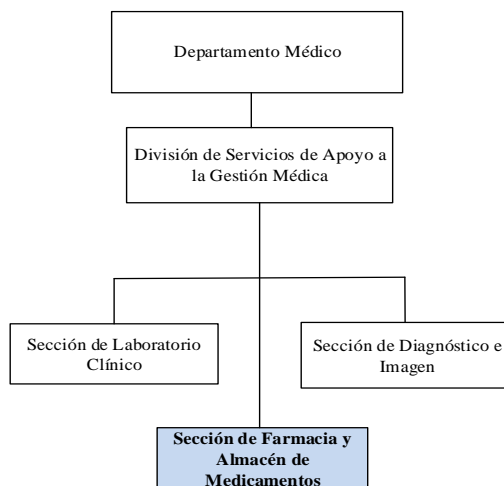 Departamento Médico
División de Servicios de Apoyo a
la Gestión Médica
Sección de Laboratorio
Clínico
Sección de Diagnóstico e
Imagen
Sección de Farmacia y
Almacén de
Medicamentos